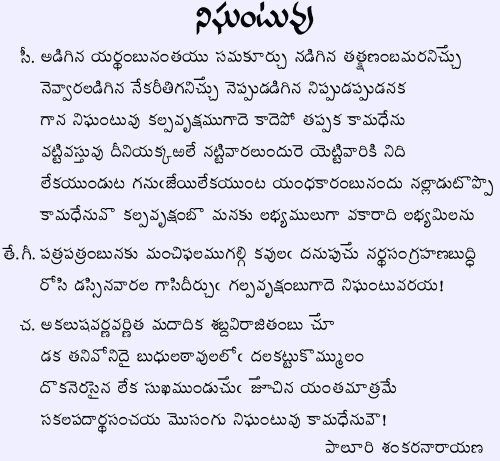 నిఘంటువు
సీ. అడిగిన యర్థంబునంతయు సమకూర్చు నడిగిన తత్క్షణంబమరనిచ్చు
నెవ్వారలడిగిన నేకరీతిగనిచ్చు నెప్పుడడిగిన నిప్పుడప్పుడనక
గాన నిఘంటువు కల్పవృక్షముగాదె కాదెపో తప్పక కామధేను
వట్టివస్తువు దీనియక్కఱలే నట్టివారలుందురె యెట్టివారికి నిది
లేకయుండుట గనుఁజేయిలేకయుంట యంధకారంబునందు నల్లాడుటొప్పొ
కామధేనువొ కల్పవృక్షంబొ మనకు లభ్యములుగా వకారాది లభ్యమిలను
తే.గీ. పత్రపత్రంబునకు మంచిఫలముగల్గి కవులఁ దనుపుచు నర్థసంగ్రహణబుద్ధి
రోసి డస్సినవారల గాసిదీర్చుఁ గల్పవృక్షంబుగాదె నిఘంటువరయ!
చ. అకలుషవర్ణవర్ణిత మదాదిక శబ్దవిరాజితంబు చూ
డక తనివోనిదై బుధులఠావులలోఁ దలకట్టుకొమ్ములం
దొకనెరసైన లేక సుఖముండుచుఁ జూచిన యంతమాత్రమే
సకలపదార్థసంచయ మొసంగు నిఘంటువు కామధేనువౌ!
పాలూరి శంకరనారాయణ